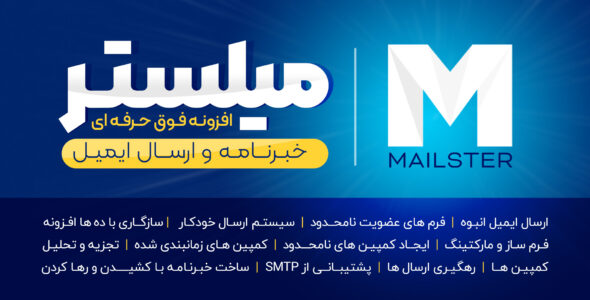 میلستر
افزونه فوق حرفه ای
خبرنامه و ارسال ایمیل
M
MAILSTER
ارسال ایمیل انبوه | فرم های عضویت نامحدود | سیستم ارسال خودکار | سازگاری با ده ها افزونه
فرم ساز و مارکتینگ | ایجاد کمپین های نامحدود | کمپین های زمانبندی شده | تجزیه و تحلیل
کمپین ها | رهگیری ارسال ها | پشتیبانی از SMTP | ساخت خبرنامه با کشیدن و رها کردن